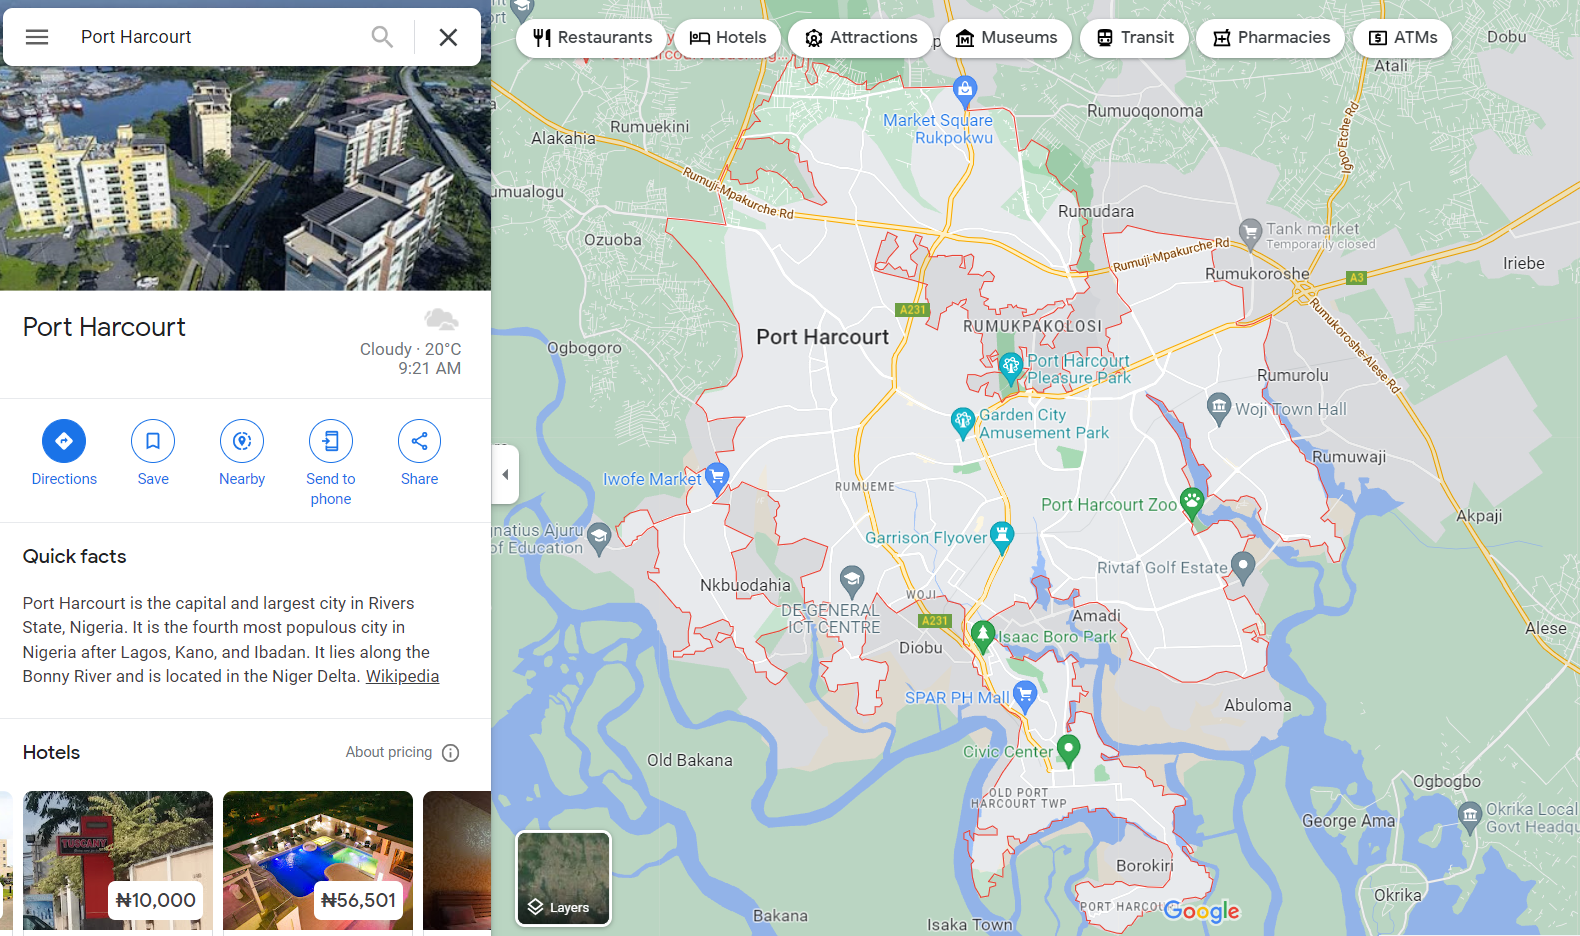 Port Harcourt
Restaurants
Hotels
Attractions
Museums
Transit
Pharmacies
ATMs
Dobu
Atali
Market Square
Rukpokwu
Rumuoqonoma
Igbo Etche Rd
Rumuekini
Alakahia
umualogu
Rumuji-Mpakurche Rd
Rumudara
Ozuoba
Tank market
Temporarily closed
Rumuji-Mpakurche Rd
Iriebe
Rumukoroshe
A3
A231
Rumukoroshe-Alese Rd
RUMUKPAKOLOSI
Port Harcourt
Ogbogoro
Port Harcourt
Pleasure Park
Rumurolu
Garden City
Amusement Park
Woji Town Hall
Rumuwaji
Iwofe Market
RUMUEME
Port Harcourt Zoo
Akpaji
natius Ajuru
of Education
Garrison Flyover
Rivtaf Golf Estate
Nkbuodahia
WOJI
DE-GENERAL
ICT CENTRE
A231
Amadi
Isaac Boro Park
Alese
Diobu
SPAR PH Mall
Abuloma
Civic Center
Old Bakana
OLD PORT
HARCOURT TWP
Ogbogbo
Okrika Local
Govt Headqu
George Ama
Borokiri
Okrika
PORT HARCOU
Google
Bakana
Isaka Town
Layers
Port Harcourt
Cloudy · 20°C
9:21 AM
Directions
Save
Nearby
Send to
phone
Share
Quick facts
Port Harcourt is the capital and largest city in Rivers
State, Nigeria. It is the fourth most populous city in
Nigeria after Lagos, Kano, and Ibadan. It lies along the
Bonny River and is located in the Niger Delta. Wikipedia
Hotels
About pricing
TUSCANY
₦10,000
₦56,501